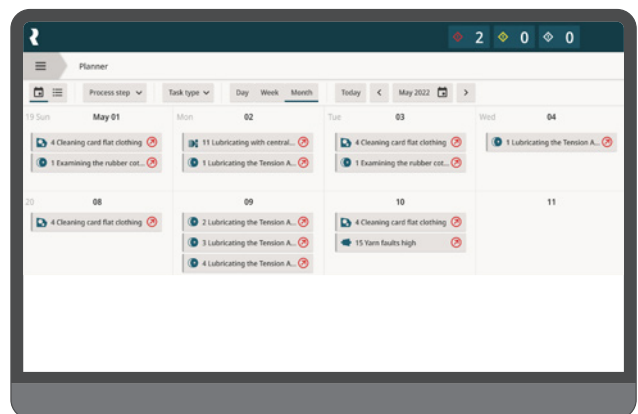 2 0 0
Planner
Process step Task type Day Week Month Today May 2022
19 Sun May 01 Mon 02 Tue 03 Wed 04
4 Cleaning card flat clothing 11 Lubricating with central... 4 Cleaning card flat clothing 1 Lubricating the Tension A...
1 Examining the rubber cot... 1 Lubricating the Tension A... 1 Examining the rubber cot...
20 08 09 10 11
4 Cleaning card flat clothing 2 Lubricating the Tension A... 4 Cleaning card flat clothing
3 Lubricating the Tension A... 15 Yarn faults high
4 Lubricating the Tension A...